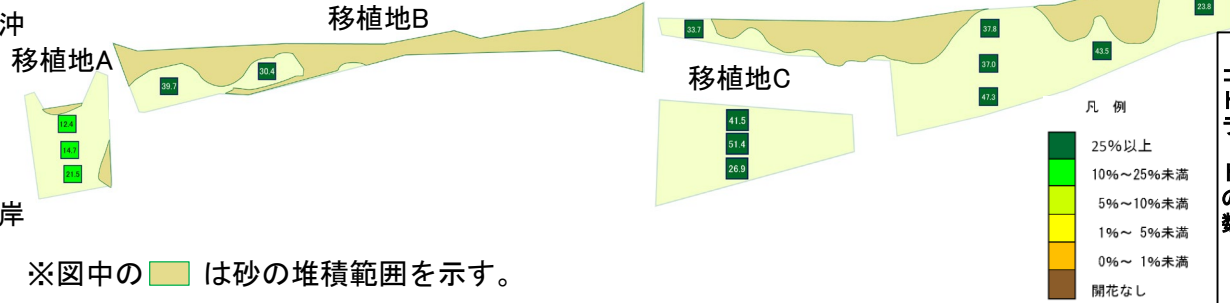 沖
移植地A
移植地B
39.7
30.4
12.4
14.7
21.5
岸
33.7
37.8
23.8
43.5
37.0
47.3
移植地C
41.5
51.4
26.9
凡 例
25%以上
10%～25%未満
5%～10%未満
1%～ 5%未満
0%～ 1%未満
開花なし
※図中の は砂の堆積範囲を示す。
の
数